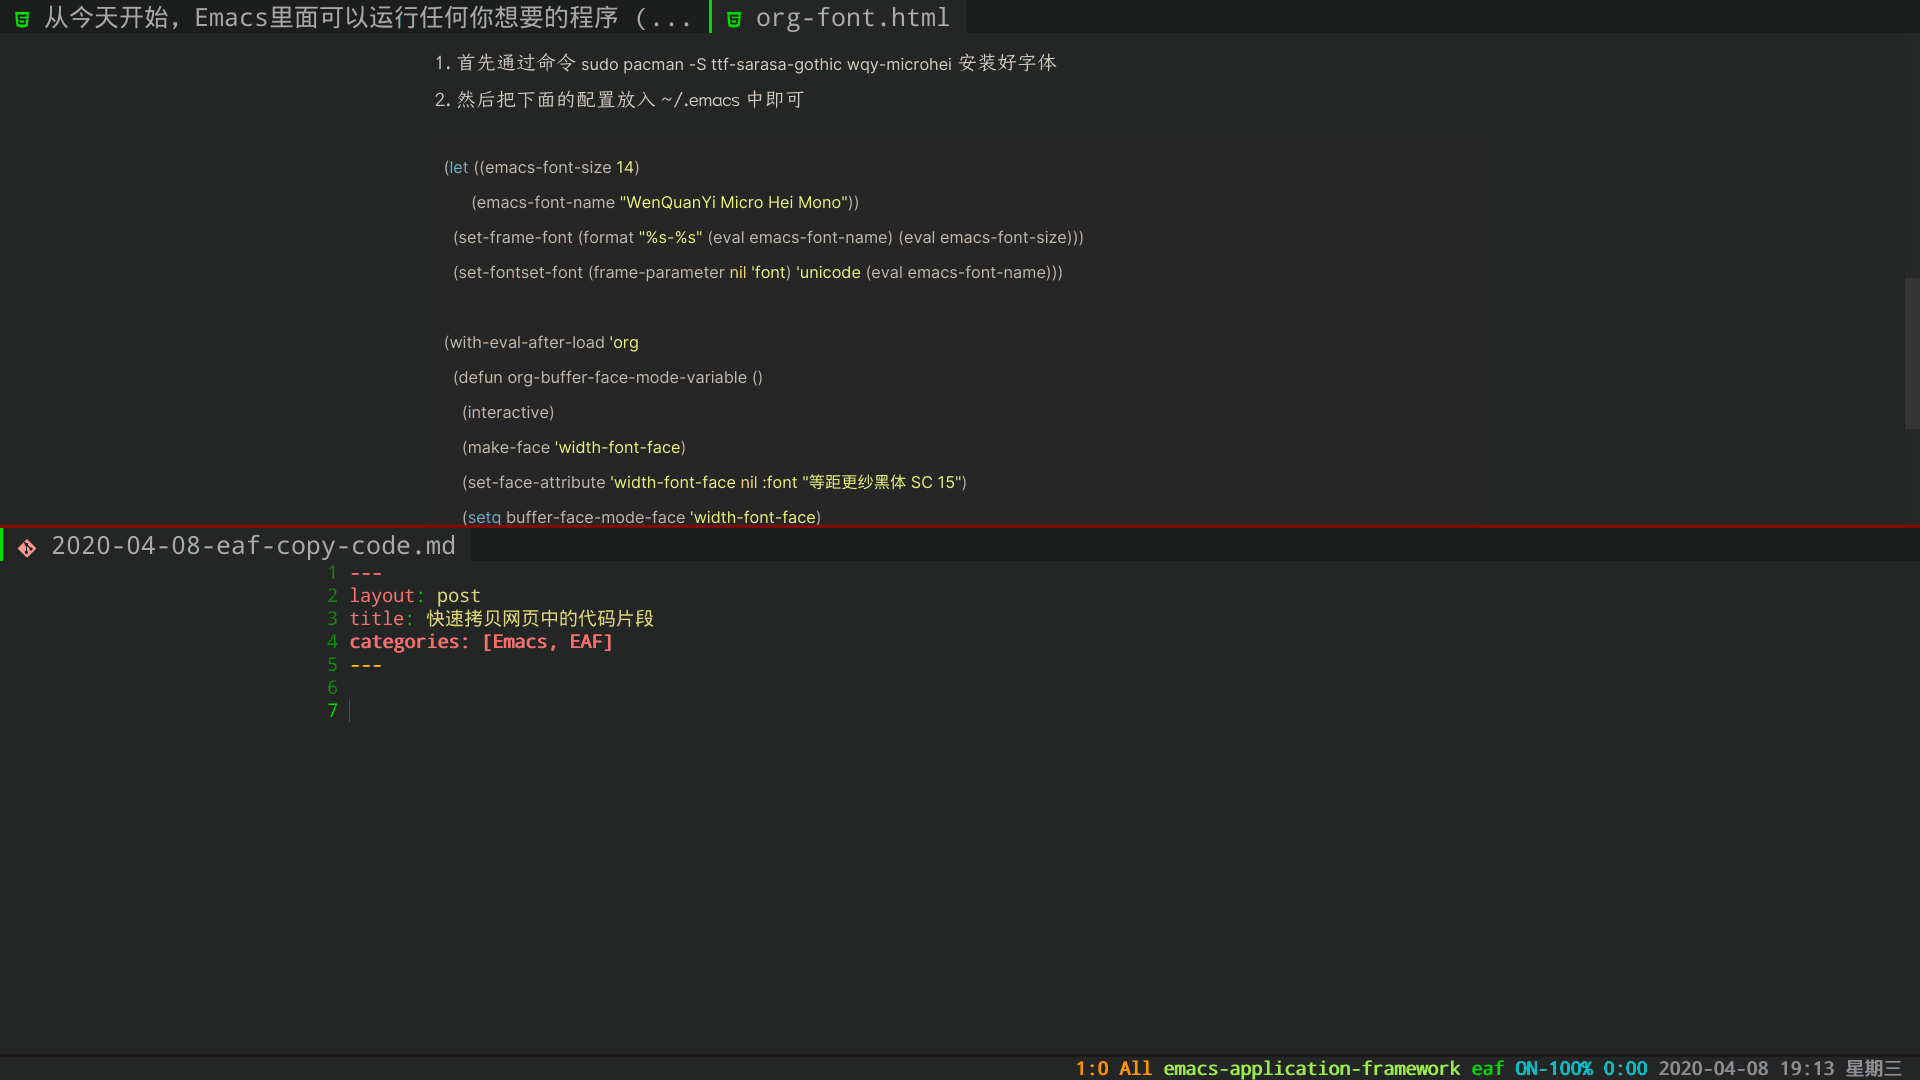 从今天开始，Emacs里面可以运行任何你想要的程序 (... org-font.html
1. 首先通过命令 sudo pacman -S ttf-sarasa-gothic wqy-microhei 安装好字体
2. 然后把下面的配置放入 ~/.emacs 中即可
(let ((emacs-font-size 14)
(emacs-font-name "WenQuanYi Micro Hei Mono"))
(set-frame-font (format "%s-%s" (eval emacs-font-name) (eval emacs-font-size)))
(set-fontset-font (frame-parameter nil 'font) 'unicode (eval emacs-font-name)))
(with-eval-after-load 'org
(defun org-buffer-face-mode-variable ()
(interactive)
(make-face 'width-font-face)
(set-face-attribute 'width-font-face nil :font "等距更纱黑体 SC 15")
(setq buffer-face-mode-face 'width-font-face)
2020-04-08-eaf-copy-code.md
1 ---
2 layout: post
3 title: 快速拷贝网页中的代码片段
4 categories: [Emacs, EAF]
5 ---
6
7
1:0 All emacs-application-framework eaf ON-100% 0:00 2020-04-08 19:13 星期三